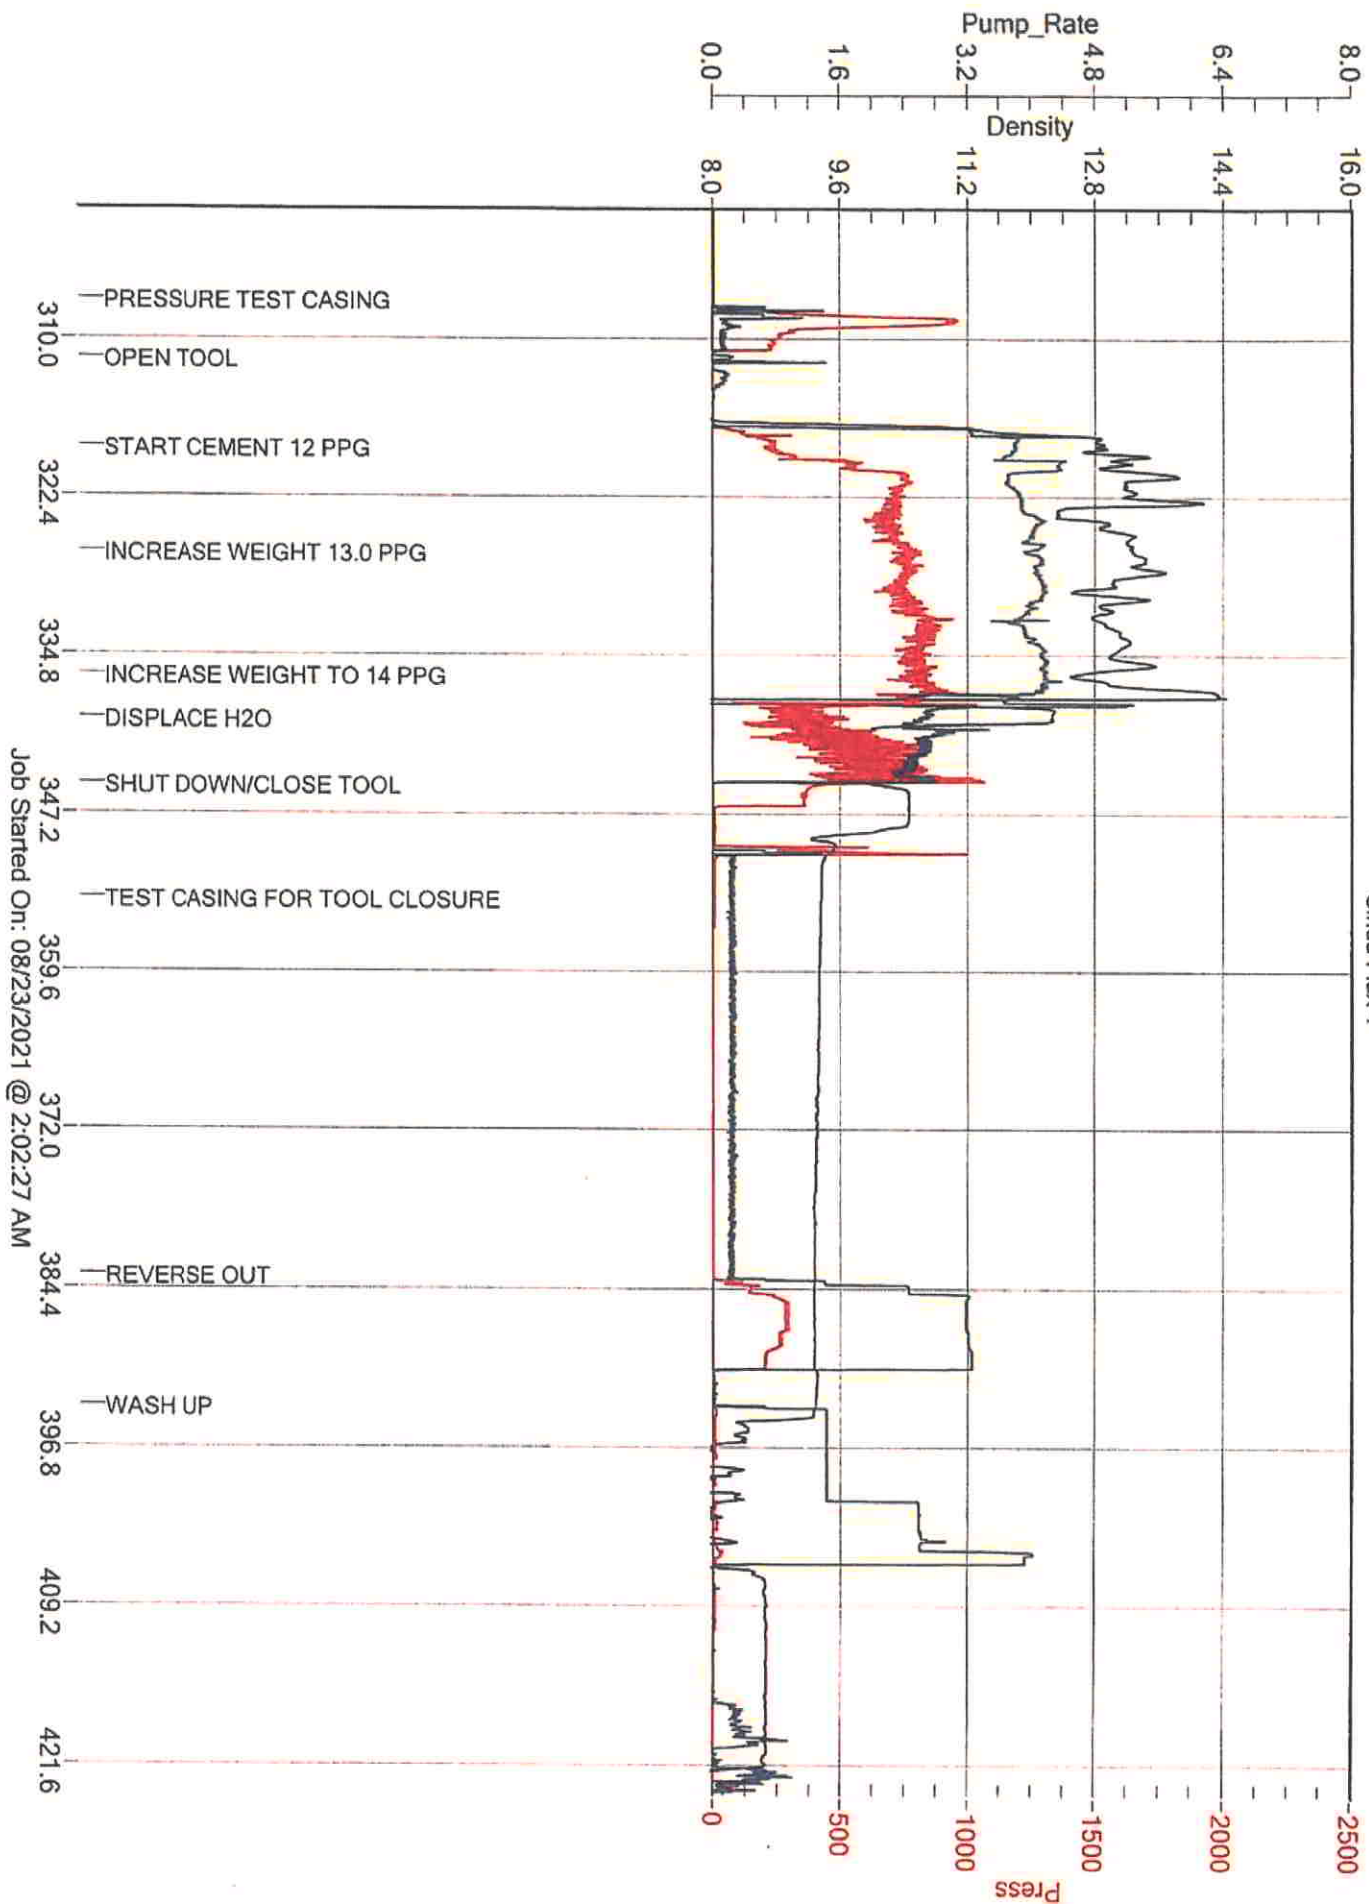 Pump_Rate
0.0
1.6
3.2
4.8
6.4
8.0
Density
8.0
9.6
11.2
12.8
14.4
16.0
PRESSURE TEST CASING
310.0
OPEN TOOL
START CEMENT 12 PPG
322.4
INCREASE WEIGHT 13.0 PPG
334.8
INCREASE WEIGHT TO 14 PPG
DISPLACE H2O
SHUT DOWN/CLOSE TOOL
347.2
TEST CASING FOR TOOL CLOSURE
359.6
372.0
REVERSE OUT
384.4
WASH UP
396.8
409.2
421.6
Job Started On: 08/23/2021 @ 2:02:27 AM
0
500
1000
1500
2000
2500
Press